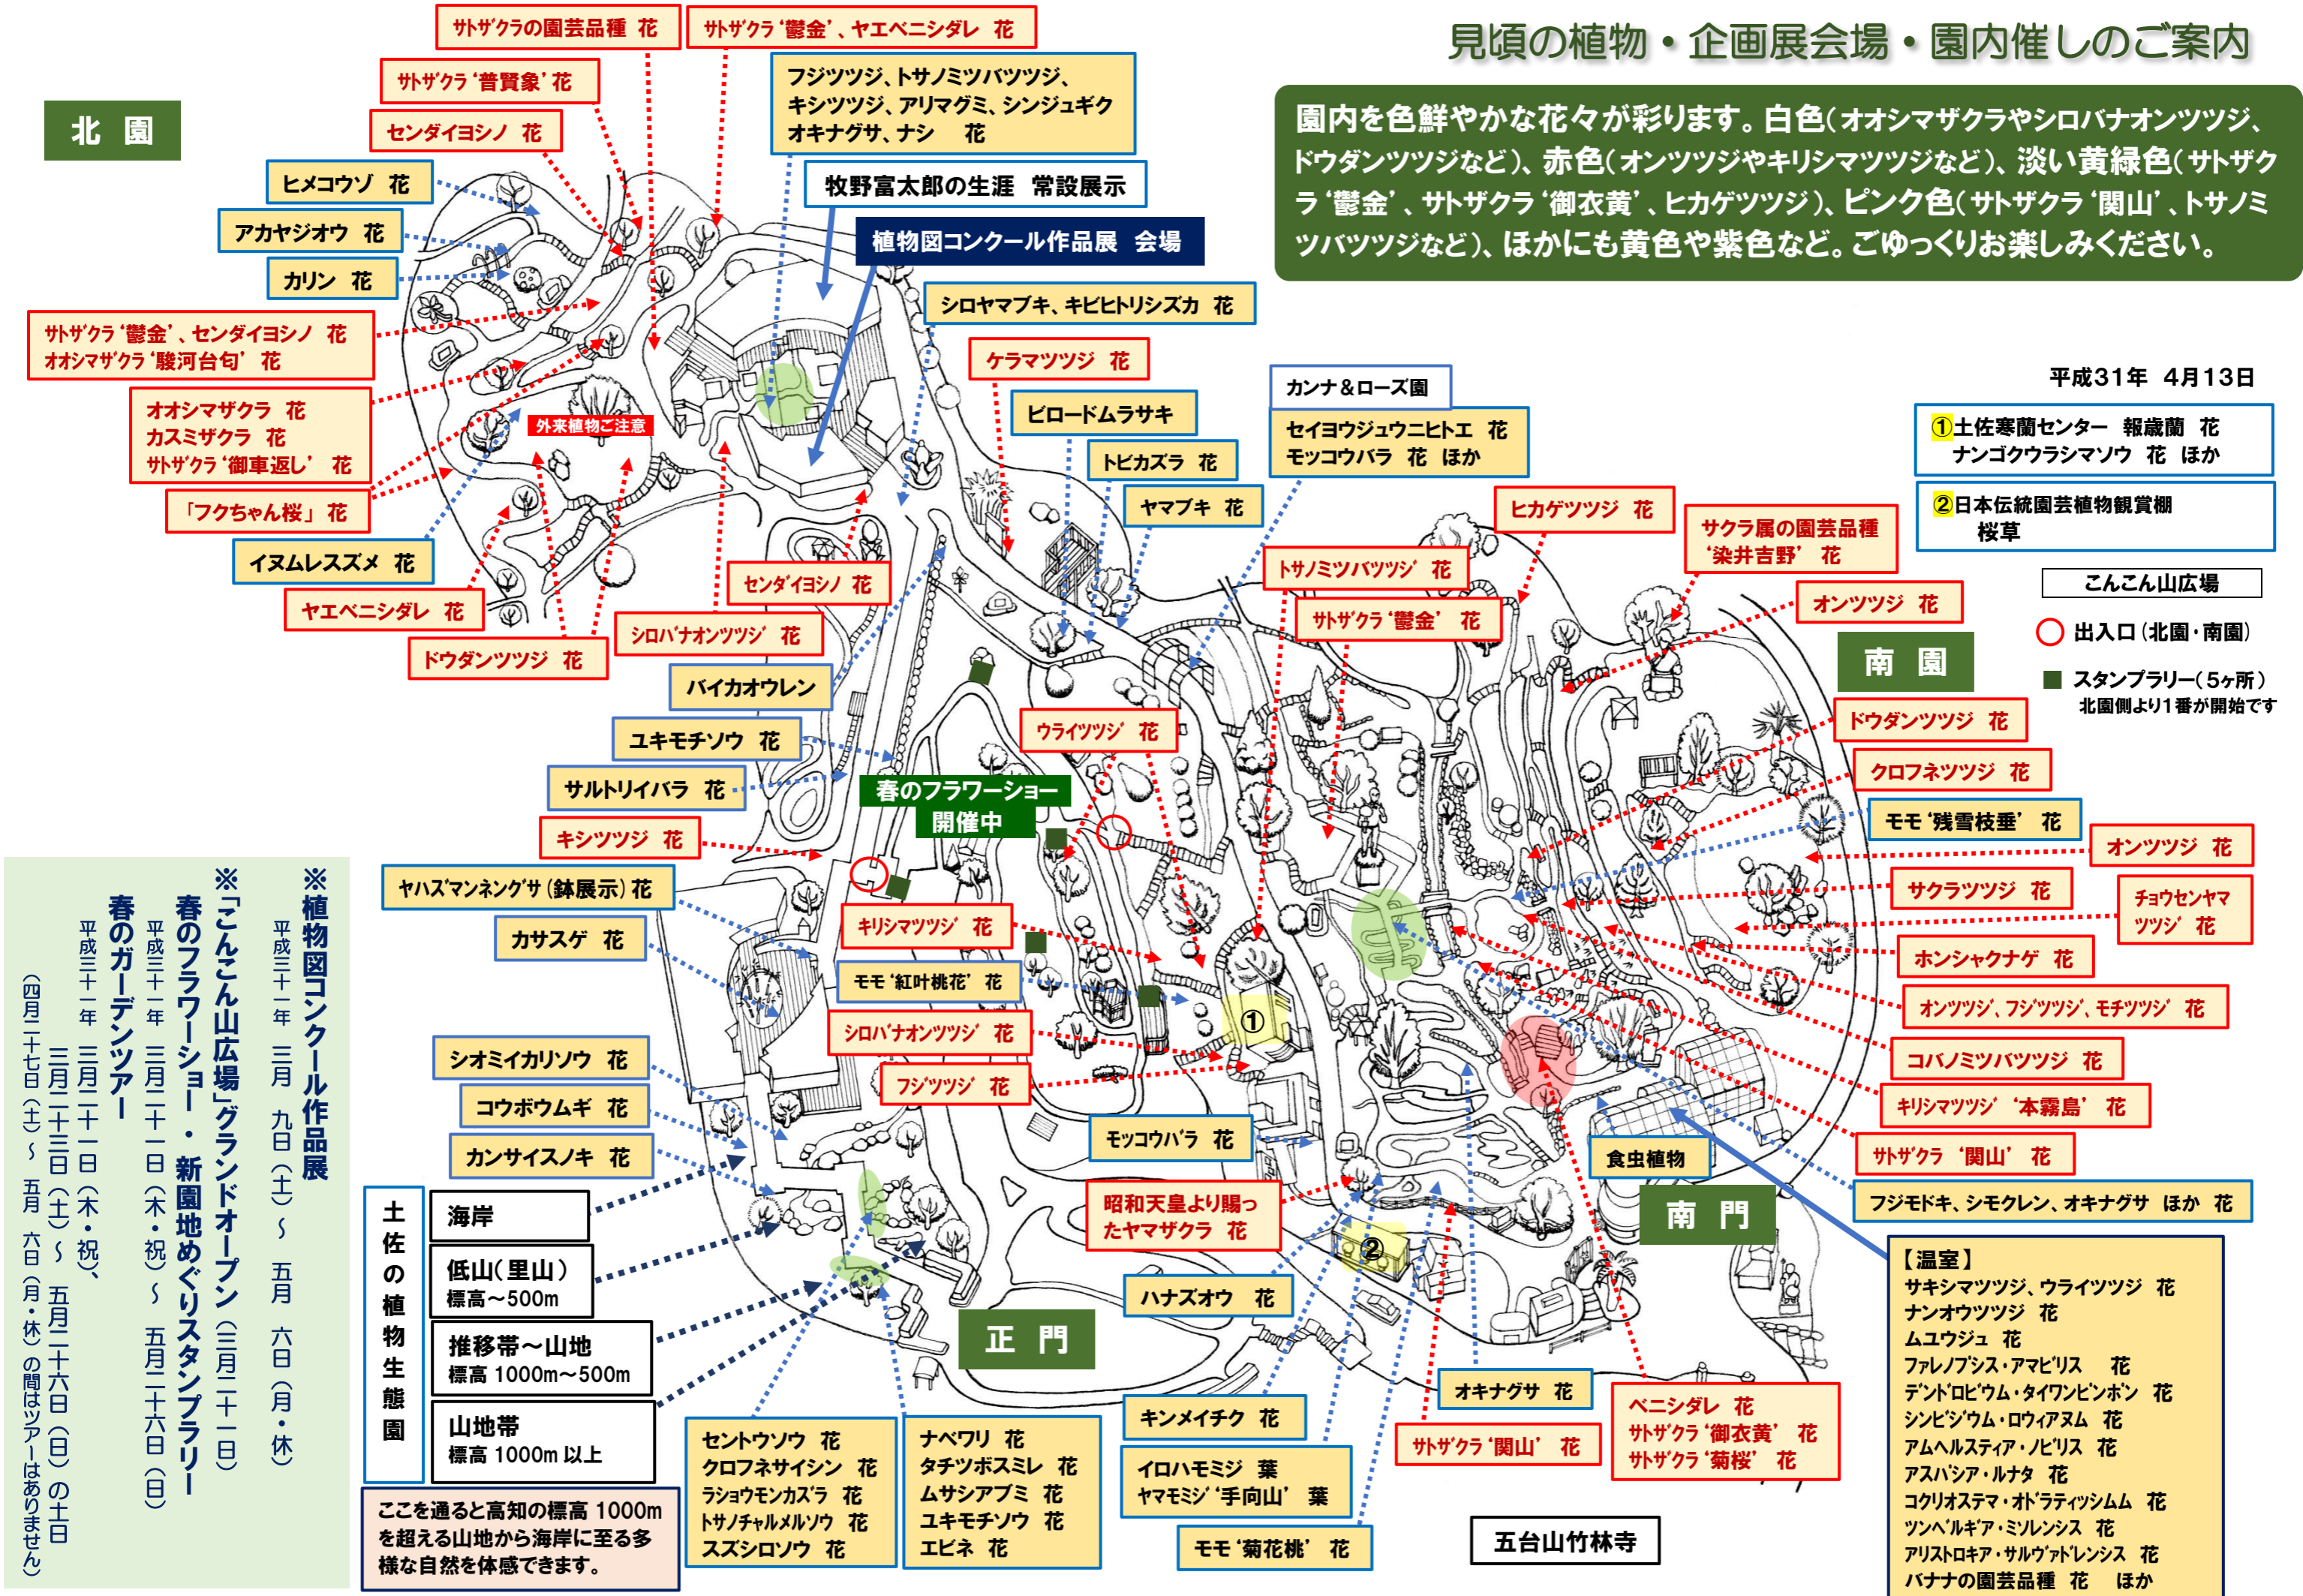 見頃の植物・企画展会場・園内催しのご案内
園内を色鮮やかな花々が彩ります。白色(オオシマザクラやシロバナオンツツジ、
ドウダンツツジなど)、赤色(オンツツジやキリシマツツジなど)、淡い黄緑色(サトザク
ラ‘鬱金’、サトザクラ‘御衣黄’、ヒカゲツツジ)、ピンク色(サトザクラ‘関山’、トサノミ
ツバツツジなど)、ほかにも黄色や紫色など。ごゆっくりお楽しみください。
平成31年 4月13日
北 園
サトザクラの園芸品種 花
サトザクラ‘鬱金’、ヤエベニシダレ 花
サトザクラ‘普賢象’花
センダイヨシノ 花
フジツツジ、トサノミツバツツジ、
キシツツジ、アリマグミ、シンジュギク
オキナグサ、ナシ 花
ヒメコウゾ 花
アカヤジオウ 花
カリン 花
牧野富太郎の生涯 常設展示
植物図コンクール作品展 会場
シロヤマブキ、キビヒトリシズカ 花
サトザクラ‘鬱金’、センダイヨシノ 花
オオシマザクラ‘駿河台匂’ 花
オオシマザクラ 花
カスミザクラ 花
サトザクラ‘御車返し’ 花
「フクちゃん桜」花
イヌムレスズメ 花
ヤエベニシダレ 花
ドウダンツツジ 花
外来植物ご注意
センダイヨシノ 花
シロバナオンツツジ 花
バイカオウレン
ユキモチソウ 花
サルトリイバラ 花
キシツツジ 花
ケラマツツジ 花
ビロードムラサキ
トビカズラ 花
ヤマブキ 花
カンナ&ローズ園
セイヨウジュウニヒトエ 花
モッコウバラ 花 ほか
ヒカゲツツジ 花
サクラ属の園芸品種
‘染井吉野’ 花
トサノミツバツツジ 花
サトザクラ‘鬱金’ 花
オンツツジ 花
①土佐寒蘭センター 報歳蘭 花
ナンゴクウラシマソウ 花 ほか
②日本伝統園芸植物観賞棚
桜草
こんこん山広場
出入口(北園・南園)
スタンプラリー(5ヶ所)
北園側より1番が開始です
南 園
ウライツツジ 花
春のフラワーショー
開催中
ドウダンツツジ 花
クロフネツツジ 花
モモ‘残雪枝垂’ 花
オンツツジ 花
サクラツツジ 花
チョウセンヤマ
ツツジ 花
ホンシャクナゲ 花
オンツツジ、フジツツジ、モチツツジ 花
コバノミツバツツジ 花
キリシマツツジ ‘本霧島’ 花
サトザクラ ‘関山’ 花
フジモドキ、シモクレン、オキナグサ ほか 花
ヤハズマンネングサ(鉢展示)花
カサスゲ 花
キリシマツツジ 花
モモ‘紅叶桃花’ 花
シロバナオンツツジ 花
フジツツジ 花
①
シオミイカリソウ 花
コウボウムギ 花
カンサイスノキ 花
モッコウバラ 花
昭和天皇より賜っ
たヤマザクラ 花
②
食虫植物
南 門
ハナズオウ 花
正 門
土佐の植物生態園
海岸
低山(里山)
標高~500m
推移帯~山地
標高 1000m~500m
山地帯
標高 1000m 以上
ここを通ると高知の標高 1000m
を超える山地から海岸に至る多
様な自然を体感できます。
セントウソウ 花
クロフネサイシン 花
ラショウモンカズラ 花
トサノチャルメルソウ 花
スズシロソウ 花
ナベワリ 花
タチツボスミレ 花
ムサシアブミ 花
ユキモチソウ 花
エビネ 花
キンメイチク 花
イロハモミジ 葉
ヤマモミジ‘手向山’ 葉
モモ‘菊花桃’ 花
オキナグサ 花
サトザクラ‘関山’ 花
ベニシダレ 花
サトザクラ‘御衣黄’ 花
サトザクラ‘菊桜’ 花
五台山竹林寺
【温室】
サキシマツツジ、ウライツツジ 花
ナンオウツツジ 花
ムユウジュ 花
ファレノプシス・アマビリス 花
デンドロビウム・タイワンピンポン 花
シンビジウム・ロウィアヌム 花
アムヘルスティア・ノビリス 花
アスパシア・ルナタ 花
コクリオステマ・オドラティッシムム 花
ツンベルギア・ミソレンシス 花
アリストロキア・サルヴァドレンシス 花
バナナの園芸品種 花 ほか
※植物図コンクール作品展
平成三十一年 三月 九日(土)~ 五月 六日(月・休)
※「こんこん山広場」グランドオープン(三月二十一日)
春のフラワーショー・新園地めぐりスタンプラリー
平成三十一年 三月二十一日(木・祝)~ 五月二十六日(日)
春のガーデンツアー
平成三十一年 三月二十一日(木・祝)、
三月二十三日(土)~ 五月二十六日(日)の土日
(四月二十七日(土)~ 五月 六日(月・休)の間はツアーはありません)